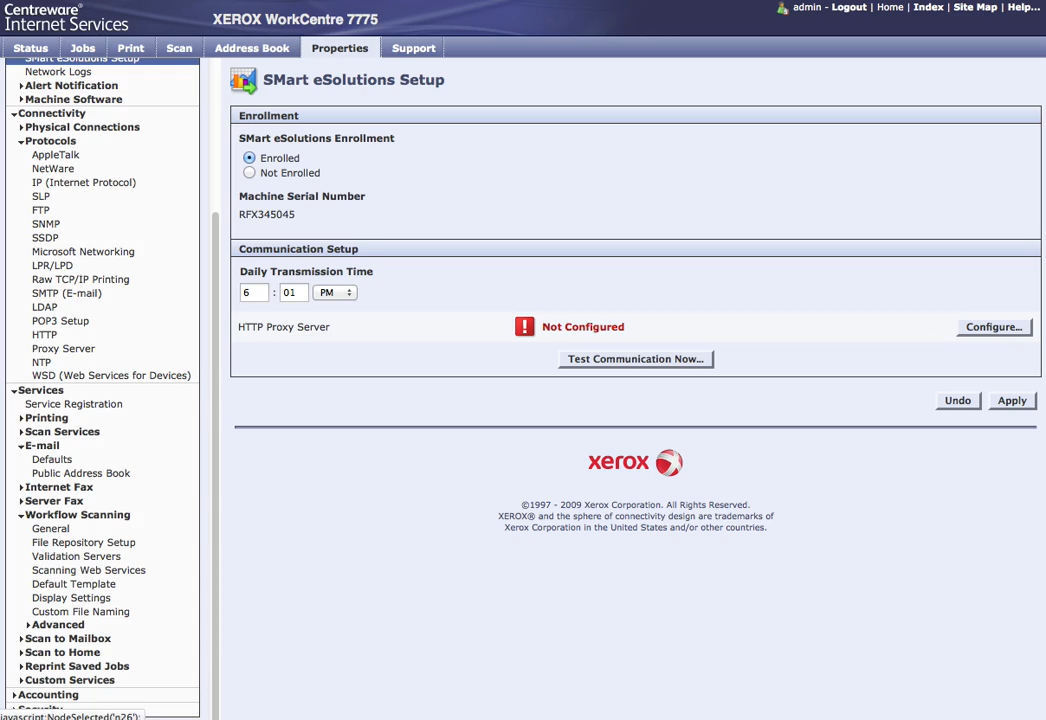 Centreware®
Internet Services
XEROX WorkCentre 7775
admin - Logout | Home | Index | Site Map | Help...
Status
Jobs
Print
Scan
Address Book
Properties
Support
SMart eSolutions Setup
Network Logs
Alert Notification
Machine Software
Connectivity
Physical Connections
Protocols
AppleTalk
NetWare
IP (Internet Protocol)
SLP
FTP
SNMP
SSDP
Microsoft Networking
LPR/LPD
Raw TCP/IP Printing
SMTP (E-mail)
LDAP
POP3 Setup
HTTP
Proxy Server
NTP
WSD (Web Services for Devices)
Services
Service Registration
Printing
Scan Services
E-mail
Defaults
Public Address Book
Internet Fax
Server Fax
Workflow Scanning
General
File Repository Setup
Validation Servers
Scanning Web Services
Default Template
Display Settings
Custom File Naming
Advanced
Scan to Mailbox
Scan to Home
Reprint Saved Jobs
Custom Services
Accounting
Security
javascript:NodeSelected('n26');
SMart eSolutions Setup
Enrollment
SMart eSolutions Enrollment
Enrolled
Not Enrolled
Machine Serial Number
RFX345045
Communication Setup
Daily Transmission Time
6 : 01 PM
HTTP Proxy Server
! Not Configured
Configure...
Test Communication Now...
Undo
Apply
xerox
©1997 - 2009 Xerox Corporation. All Rights Reserved.
XEROX® and the sphere of connectivity design are trademarks of
Xerox Corporation in the United States and/or other countries.